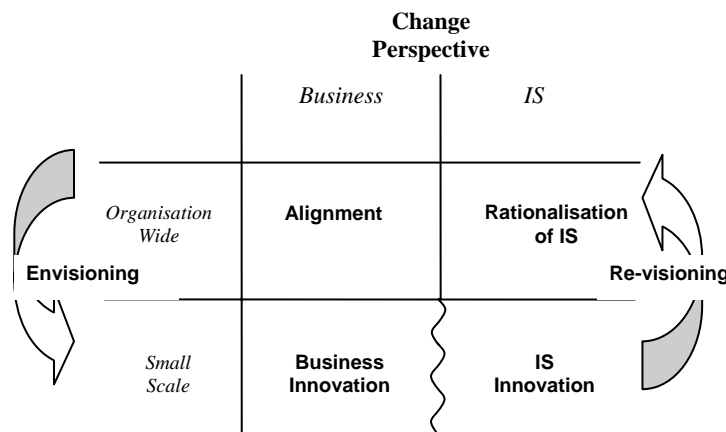 Change
Perspective
Business
IS
Organisation
Wide
Alignment
Rationalisation
of IS
Envisioning
Re-visioning
Small
Scale
Business
Innovation
IS
Innovation